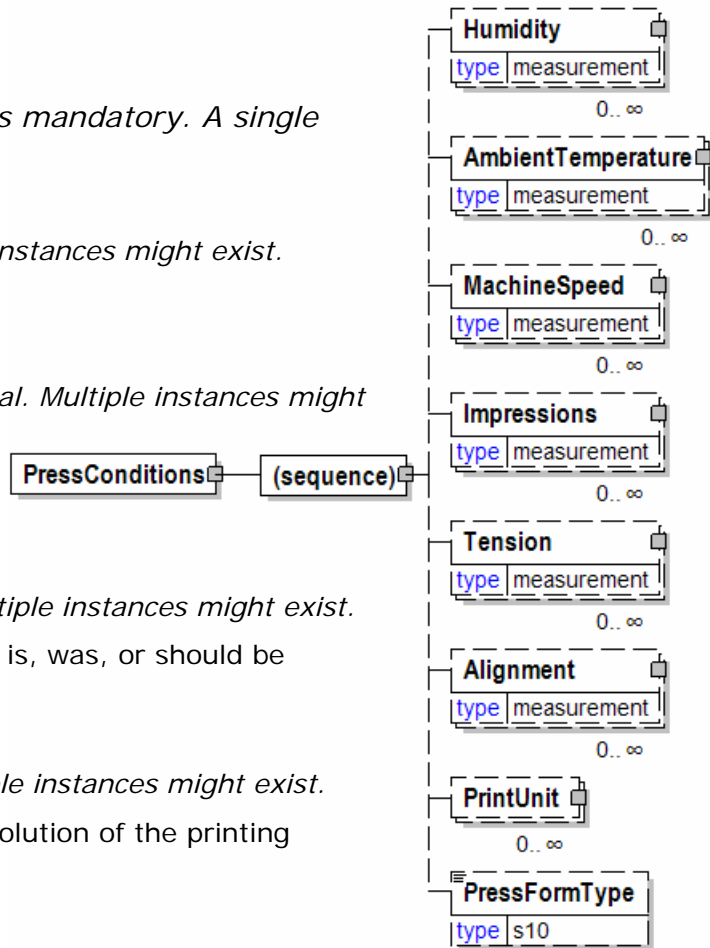 s mandatory. A single
nstances might exist.
al. Multiple instances might
tiple instances might exist.
is, was, or should be
le instances might exist.
solution of the printing
PressConditions
(sequence)
Humidity
type measurement
0.. ∞
AmbientTemperature
type measurement
0.. ∞
MachineSpeed
type measurement
0.. ∞
Impressions
type measurement
0.. ∞
Tension
type measurement
0.. ∞
Alignment
type measurement
0.. ∞
PrintUnit
0.. ∞
PressFormType
type s10